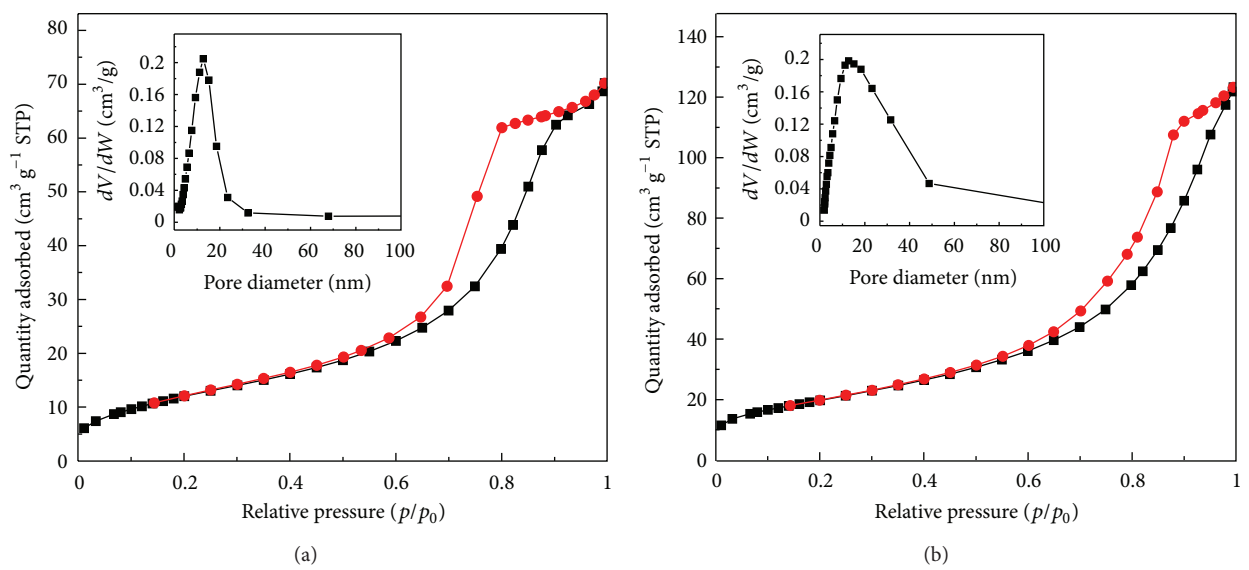 80
70
60
50
40
30
20
10
0
Quantity adsorbed (cm³ g⁻¹ STP)
0.2
0.16
0.12
0.08
0.04
0
dV/dW (cm³/g)
0 20 40 60 80 100
Pore diameter (nm)
0 0.2 0.4 0.6 0.8 1
Relative pressure (p/p₀)
(a)
140
120
100
80
60
40
20
0
Quantity adsorbed (cm³ g⁻¹ STP)
0.2
0.16
0.12
0.08
0.04
0
dV/dW (cm³/g)
0 20 40 60 80 100
Pore diameter (nm)
0 0.2 0.4 0.6 0.8 1
Relative pressure (p/p₀)
(b)